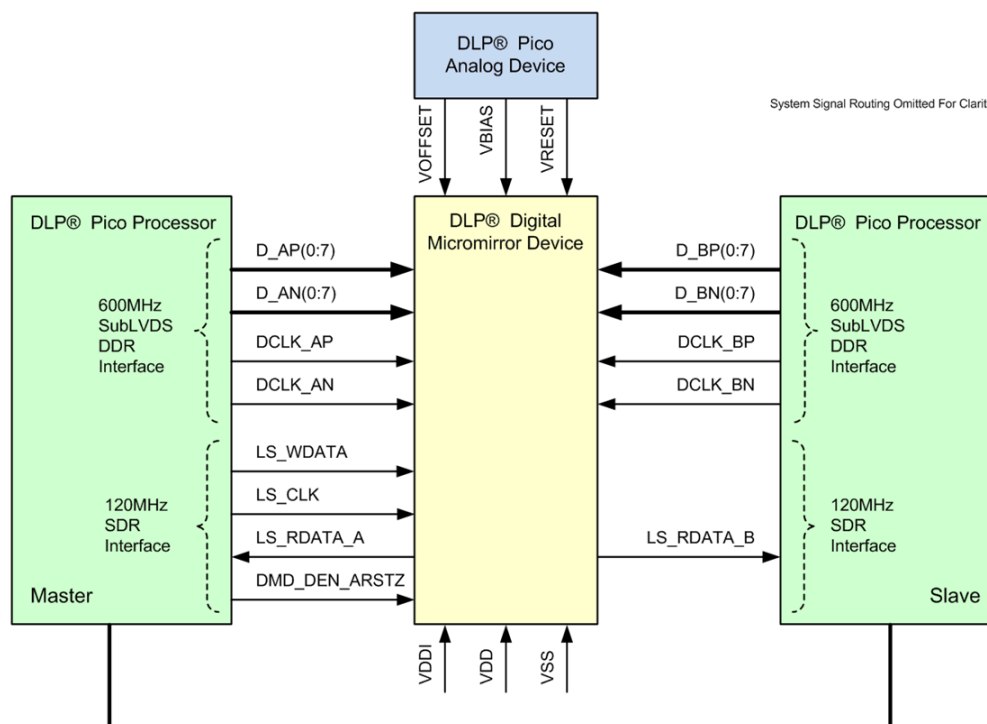 DLP® Pico
Analog Device
VOFFSET
VBIAS
VRESET
System Signal Routing Omitted For Clarit
DLP® Pico Processor
600MHz
SubLVDS
DDR
Interface
120MHz
SDR
Interface
Master
D_AP(0:7)
D_AN(0:7)
DCLK_AP
DCLK_AN
LS_WDATA
LS_CLK
LS_RDATA_A
DMD_DEN_ARSTZ
DLP® Digital
Micromirror Device
VDDI
VDD
VSS
D_BP(0:7)
D_BN(0:7)
DCLK_BP
DCLK_BN
LS_RDATA_B
DLP® Pico Processor
600MHz
SubLVDS
DDR
Interface
120MHz
SDR
Interface
Slave